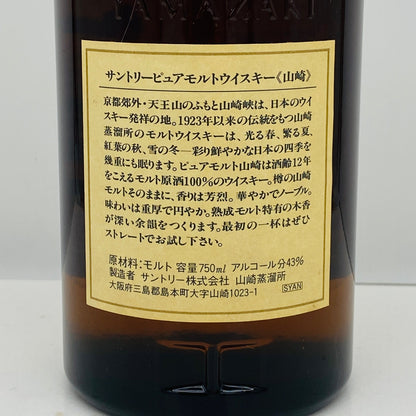 YAMAZAKI
サントリーピュアモルトウイスキー《山崎》
京都郊外・天王山のふもと山崎峡は、日本のウイ
スキー発祥の地。1923年以来の伝統をもつ山崎
蒸溜所のモルトウイスキーは、光る春、繁る夏、
紅葉の秋、雪の冬─彩り鮮やかな日本の四季を
幾重にも眠ります。ピュアモルト山崎は酒齢12年
をこえるモルト原酒100%のウイスキー。樽の山崎
モルトそのままに、香りは芳烈。華やかでノーブル。
味わいは重厚で円やか。熟成モルト特有の木香
が深い余韻をつくります。最初の一杯はぜひ
ストレートでお試し下さい。
原材料:モルト 容量750ml アルコール分43%
製造者 サントリー株式会社 山崎蒸溜所
大阪府三島郡島本町大字山崎1023-1
SYAN